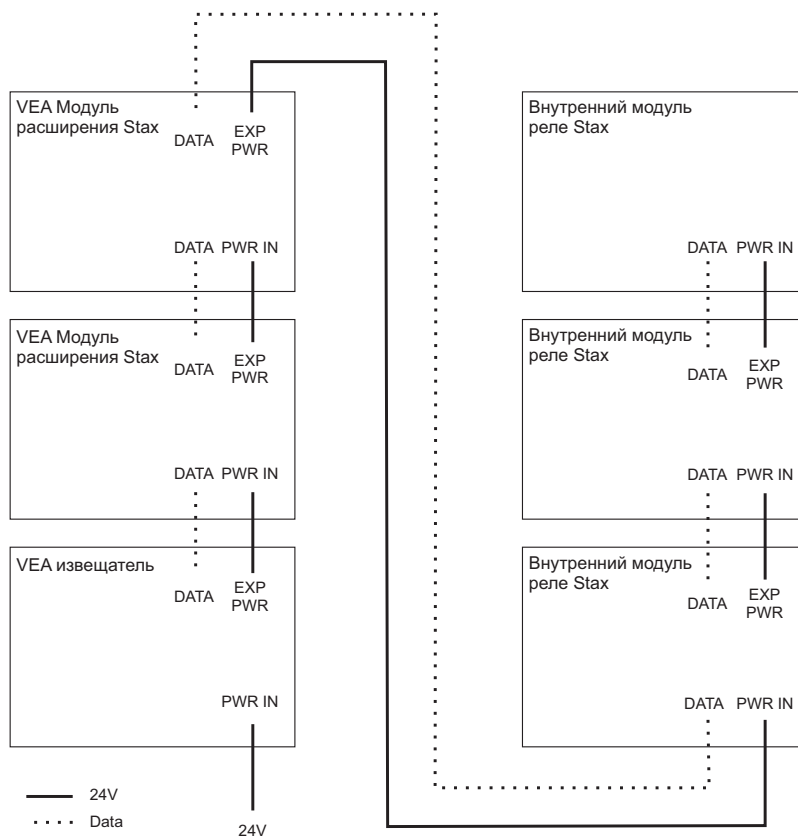 VEA Модуль
расширения Stax
DATA
EXP
PWR
DATA PWR IN
VEA Модуль
расширения Stax
DATA
EXP
PWR
DATA PWR IN
VEA извещатель
DATA
EXP
PWR
PWR IN
24V
Data
24V
Внутренний модуль
реле Stax
DATA PWR IN
Внутренний модуль
реле Stax
DATA
EXP
PWR
DATA PWR IN
Внутренний модуль
реле Stax
DATA
EXP
PWR
DATA PWR IN